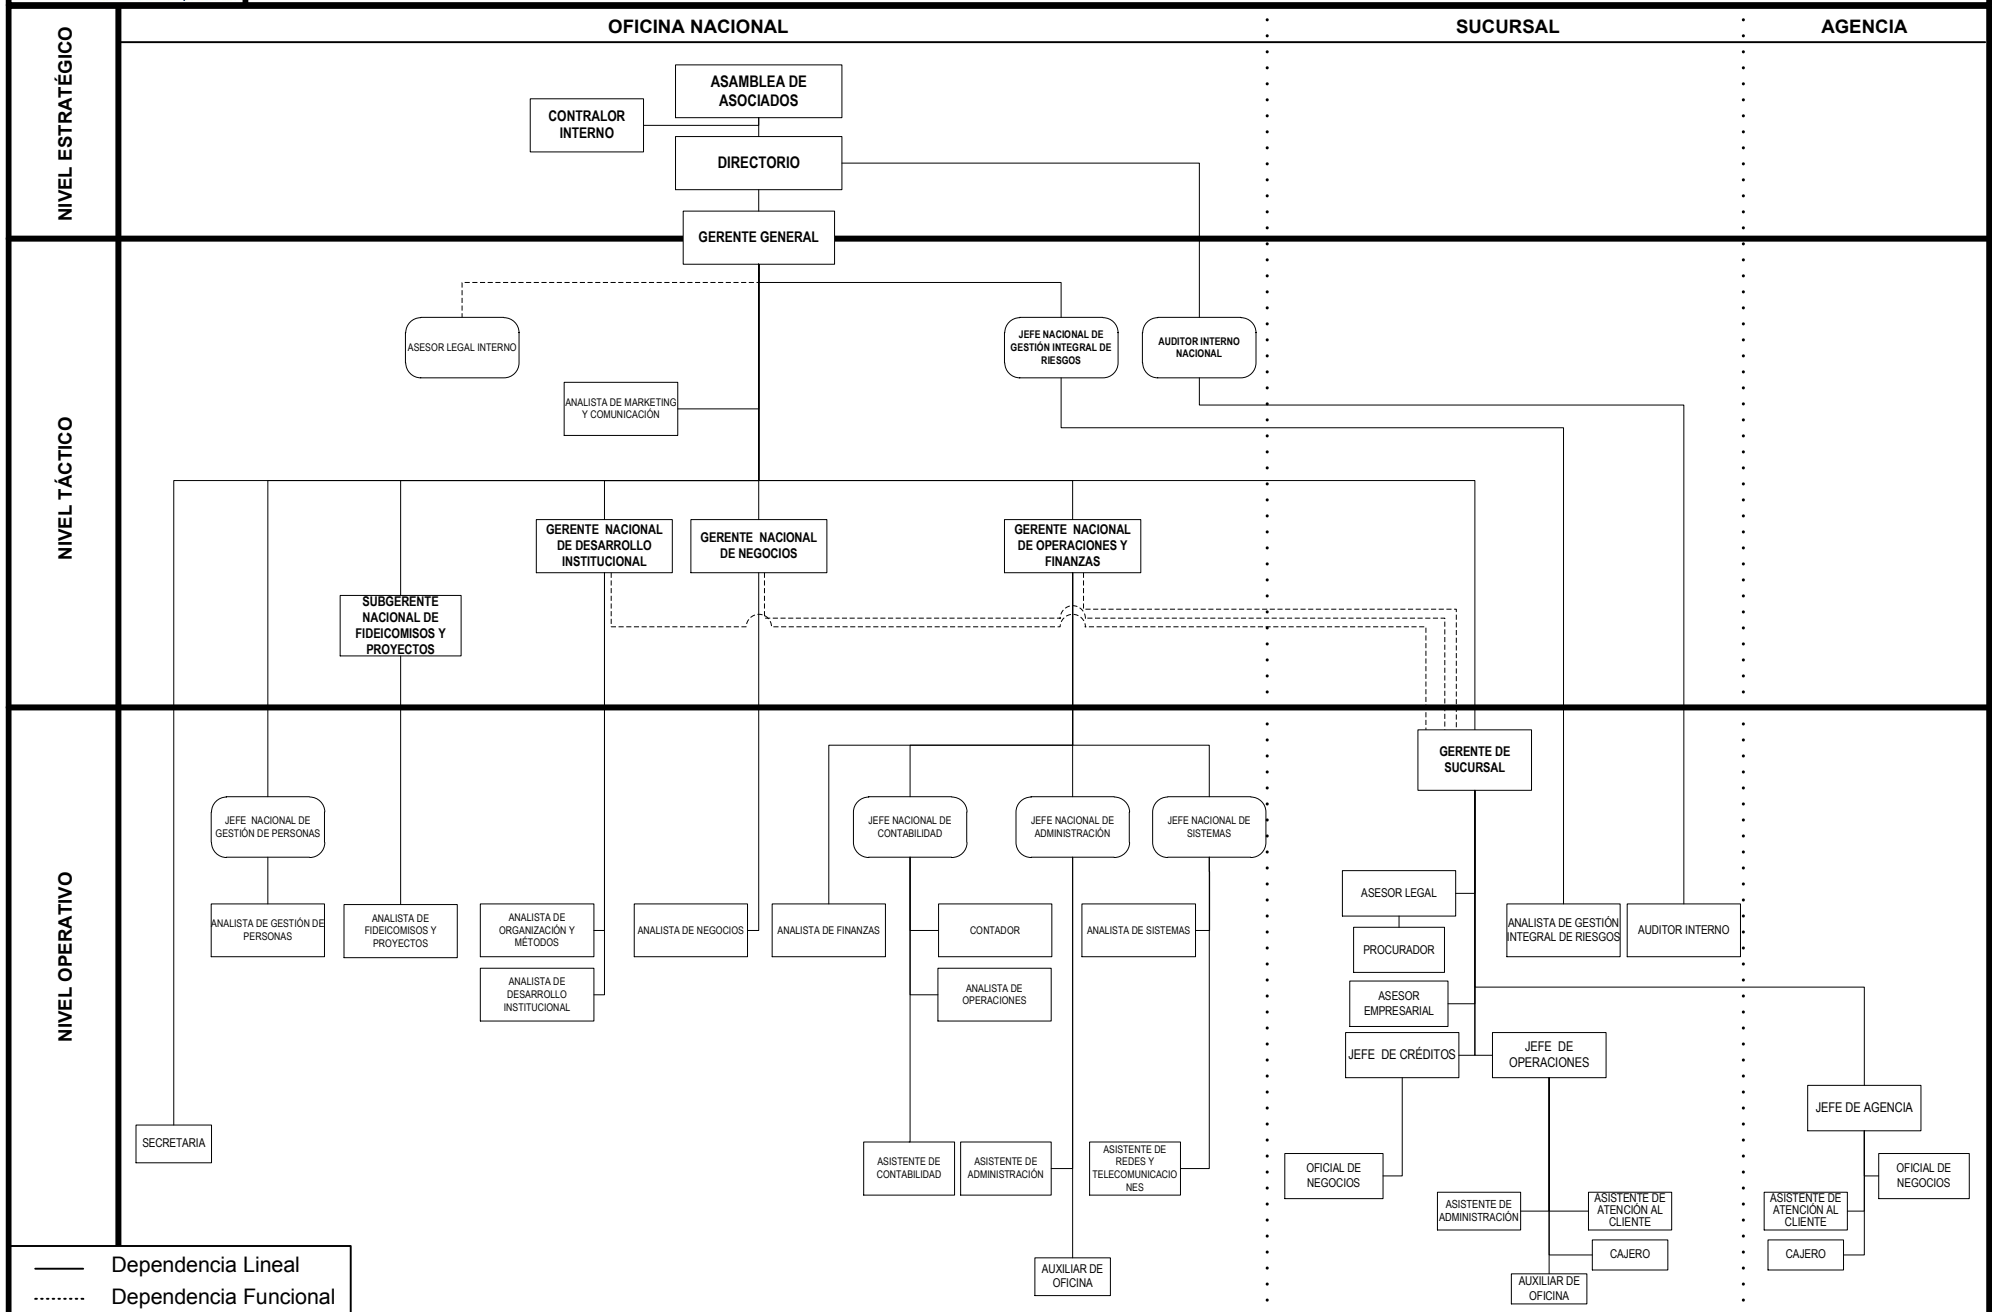 OFICINA NACIONAL
SUCURSAL
AGENCIA
NIVEL ESTRATÉGICO
ASAMBLEA DE
ASOCIADOS
CONTRALOR
INTERNO
DIRECTORIO
GERENTE GENERAL
NIVEL TÁCTICO
ASESOR LEGAL INTERNO
JEFE NACIONAL DE
GESTIÓN INTEGRAL DE
RIESGOS
AUDITOR INTERNO
NACIONAL
ANALISTA DE MARKETING
Y COMUNICACIÓN
GERENTE NACIONAL
DE DESARROLLO
INSTITUCIONAL
GERENTE NACIONAL
DE NEGOCIOS
GERENTE NACIONAL
DE OPERACIONES Y
FINANZAS
SUBGERENTE
NACIONAL DE
FIDEICOMISOS Y
PROYECTOS
NIVEL OPERATIVO
GERENTE DE
SUCURSAL
JEFE NACIONAL DE
GESTIÓN DE PERSONAS
JEFE NACIONAL DE
CONTABILIDAD
JEFE NACIONAL DE
ADMINISTRACIÓN
JEFE NACIONAL DE
SISTEMAS
ASESOR LEGAL
ANALISTA DE GESTIÓN DE
PERSONAS
ANALISTA DE
FIDEICOMISOS Y
PROYECTOS
ANALISTA DE
ORGANIZACIÓN Y
MÉTODOS
ANALISTA DE NEGOCIOS
ANALISTA DE FINANZAS
CONTADOR
ANALISTA DE SISTEMAS
PROCURADOR
ANALISTA DE GESTIÓN
INTEGRAL DE RIESGOS
AUDITOR INTERNO
ANALISTA DE
DESARROLLO
INSTITUCIONAL
ANALISTA DE
OPERACIONES
ASESOR
EMPRESARIAL
JEFE DE CRÉDITOS
JEFE DE
OPERACIONES
JEFE DE AGENCIA
SECRETARIA
ASISTENTE DE
CONTABILIDAD
ASISTENTE DE
ADMINISTRACIÓN
ASISTENTE DE
REDES Y
TELECOMUNICACIO
NES
OFICIAL DE
NEGOCIOS
OFICIAL DE
NEGOCIOS
ASISTENTE DE
ADMINISTRACIÓN
ASISTENTE DE
ATENCIÓN AL
CLIENTE
ASISTENTE DE
ATENCIÓN AL
CLIENTE
CAJERO
CAJERO
AUXILIAR DE
OFICINA
AUXILIAR DE
OFICINA
Dependencia Lineal
Dependencia Funcional